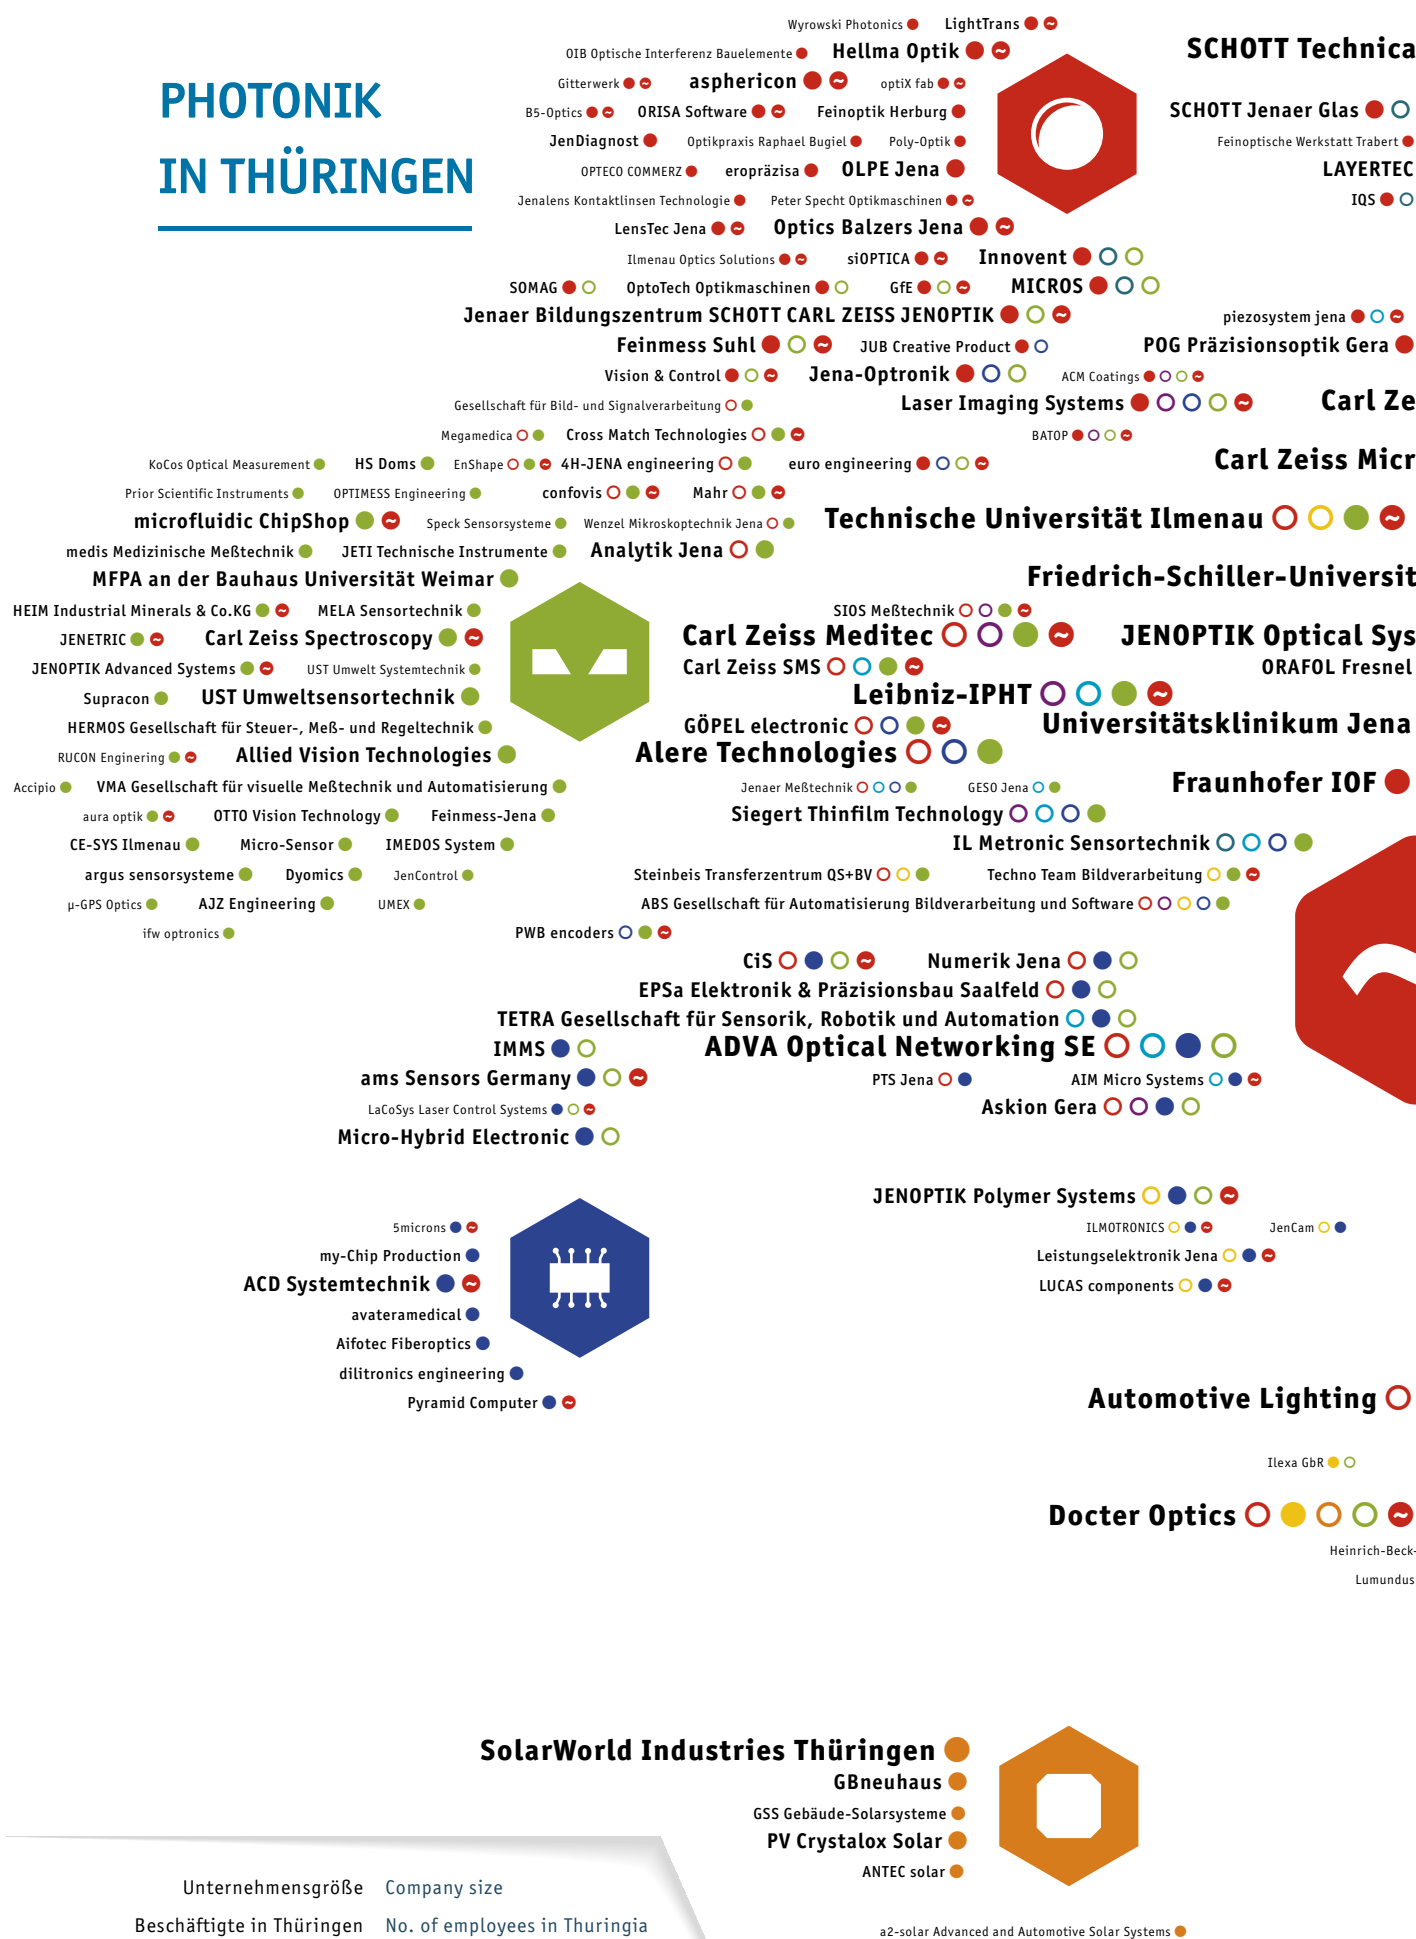 PHOTONIK
IN THÜRINGEN
Wyrowski Photonics LightTrans
OIB Optische Interferenz Bauelemente Hellma Optik SCHOTT Technica
Gitterwerk asphericon optiX fab
B5-Optics ORISA Software Feinoptik Herburg SCHOTT Jenaer Glas
JenDiagnost Optikpraxis Raphael Bugiel Poly-Optik Feinoptische Werkstatt Trabert
OPTECO COMMERZ eropräzisa OLPE Jena LAYERTEC
Jenalens Kontaktlinsen Technologie Peter Specht Optikmaschinen IQS
LensTec Jena Optics Balzers Jena
Ilmenau Optics Solutions siOPTICA Innovent
SOMAG OptoTech Optikmaschinen GfE MICROS
Jenaer Bildungszentrum SCHOTT CARL ZEISS JENOPTIK piezosystem jena
Feinmess Suhl JUB Creative Product POG Präzisionsoptik Gera
Vision & Control Jena-Optronik ACM Coatings
Gesellschaft für Bild- und Signalverarbeitung Laser Imaging Systems Carl Ze
Megamedica Cross Match Technologies BATOP
KoCos Optical Measurement HS Doms EnShape 4H-JENA engineering euro engineering Carl Zeiss Micr
Prior Scientific Instruments OPTIMESS Engineering confovis Mahr
microfluidic ChipShop Speck Sensorsysteme Wenzel Mikroskoptechnik Jena Technische Universität Ilmenau
medis Medizinische Meßtechnik JETI Technische Instrumente Analytik Jena
MFPA an der Bauhaus Universität Weimar Friedrich-Schiller-Universit
HEIM Industrial Minerals & Co.KG MELA Sensortechnik SIOS Meßtechnik
JENETRIC Carl Zeiss Spectroscopy Carl Zeiss Meditec JENOPTIK Optical Sys
JENOPTIK Advanced Systems UST Umwelt Systemtechnik Carl Zeiss SMS ORAFOL Fresnel
Supracon UST Umweltsensortechnik Leibniz-IPHT
HERMOS Gesellschaft für Steuer-, Meß- und Regeltechnik GÖPEL electronic Universitätsklinikum Jena
RUCON Enginering Allied Vision Technologies Alere Technologies
Accipio VMA Gesellschaft für visuelle Meßtechnik und Automatisierung Jenaer Meßtechnik GESO Jena Fraunhofer IOF
aura optik OTTO Vision Technology Feinmess-Jena Siegert Thinfilm Technology
CE-SYS Ilmenau Micro-Sensor IMEDOS System IL Metronic Sensortechnik
argus sensorsysteme Dyomics JenControl Steinbeis Transferzentrum QS+BV Techno Team Bildverarbeitung
µ-GPS Optics AJZ Engineering UMEX ABS Gesellschaft für Automatisierung Bildverarbeitung und Software
ifw optronics PWB encoders
CiS Numerik Jena
EPSa Elektronik & Präzisionsbau Saalfeld
TETRA Gesellschaft für Sensorik, Robotik und Automation
IMMS ADVA Optical Networking SE
ams Sensors Germany PTS Jena AIM Micro Systems
LaCoSys Laser Control Systems Askion Gera
Micro-Hybrid Electronic
JENOPTIK Polymer Systems
5microns ILMOTRONICS JenCam
my-Chip Production Leistungselektronik Jena
ACD Systemtechnik LUCAS components
avateramedical
Aifotec Fiberoptics
dilitronics engineering
Pyramid Computer Automotive Lighting
Ilexa GbR
Docter Optics
Heinrich-Beck-
Lumundus
SolarWorld Industries Thüringen
GBneuhaus
GSS Gebäude-Solarsysteme
PV Crystalox Solar
ANTEC solar
Unternehmensgröße Company size
Beschäftigte in Thüringen No. of employees in Thuringia
a2-solar Advanced and Automotive Solar Systems